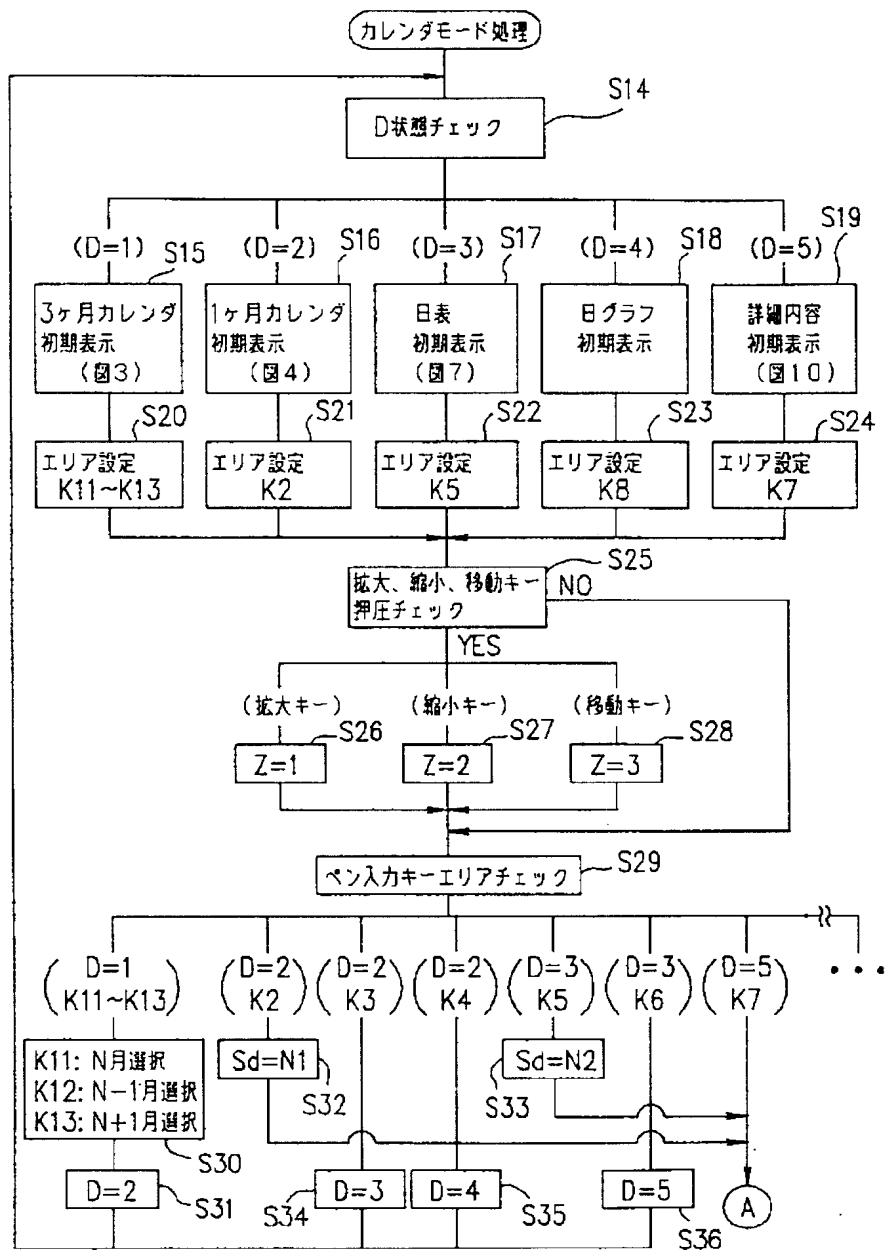 カレンダモード処理
S14
D状態チェック
(D=1) S15
(D=2) S16
(D=3) S17
(D=4) S18
(D=5) S19
3ヶ月カレンダ
初期表示
(図3)
1ヶ月カレンダ
初期表示
(図4)
日表
初期表示
(図7)
日グラフ
初期表示
詳細内容
初期表示
(図10)
S20
エリア設定
K11~K13
S21
エリア設定
K2
S22
エリア設定
K5
S23
エリア設定
K8
S24
エリア設定
K7
S25
拡大、縮小、移動キー
押圧チェック
NO
YES
(拡大キー)
(縮小キー)
(移動キー)
S26
Z=1
S27
Z=2
S28
Z=3
ペン入力キーエリアチェック
S29
(D=1
K11~K13)
(D=2
K2)
(D=2
K3)
(D=2
K4)
(D=3
K5)
(D=3
K6)
(D=5
K7)
•••
K11: N月選択
K12: N-1月選択
K13: N+1月選択
S30
Sd=N1
S32
Sd=N2
S33
D=2
S31
D=3
S34
D=4
S35
D=5
S36
A